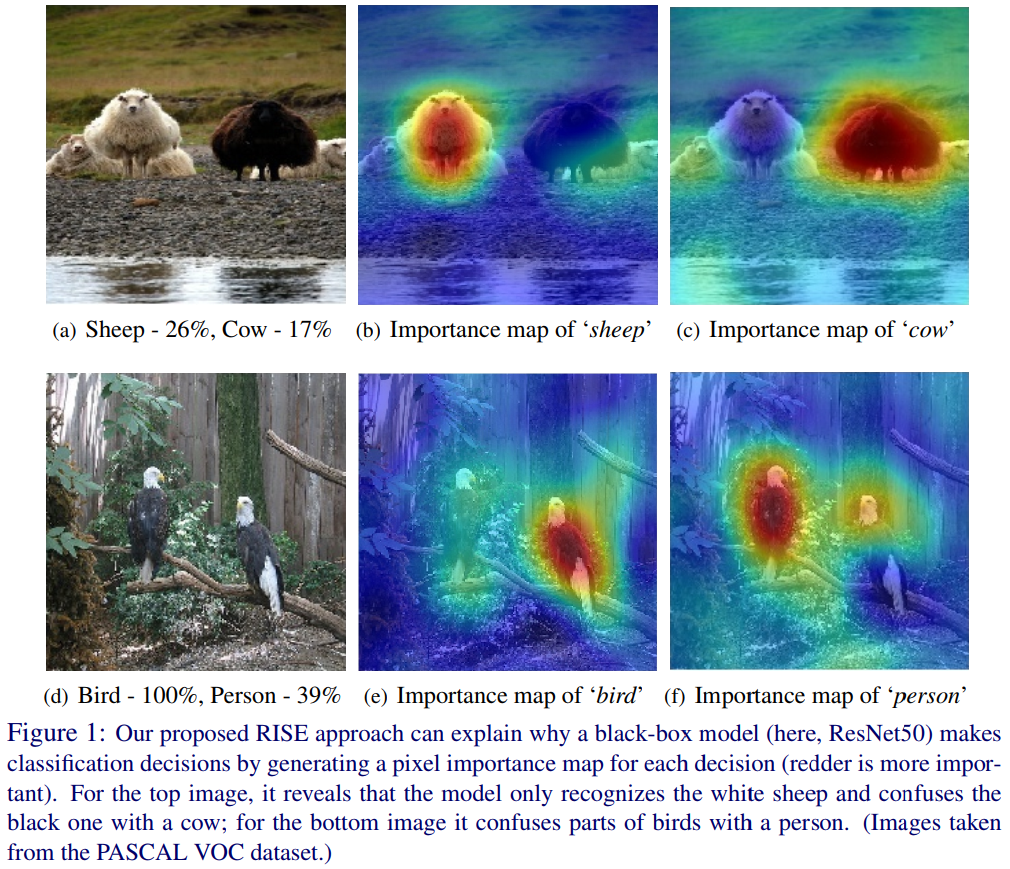 (a) Sheep - 26%, Cow - 17%
(b) Importance map of ‘sheep’
(c) Importance map of ‘cow’
(d) Bird - 100%, Person - 39%
(e) Importance map of ‘bird’
(f) Importance map of ‘person’
Figure 1: Our proposed RISE approach can explain why a black-box model (here, ResNet50) makes
classification decisions by generating a pixel importance map for each decision (redder is more impor-
tant). For the top image, it reveals that the model only recognizes the white sheep and confuses the
black one with a cow; for the bottom image it confuses parts of birds with a person. (Images taken
from the PASCAL VOC dataset.)